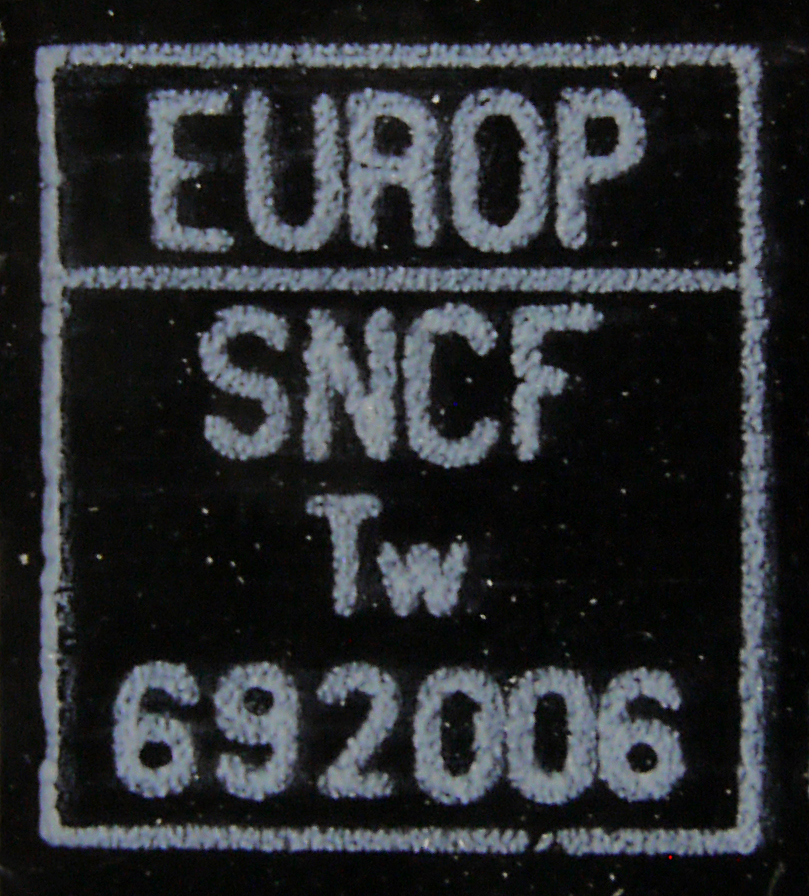 EUROP
SNCF
Tw
692006